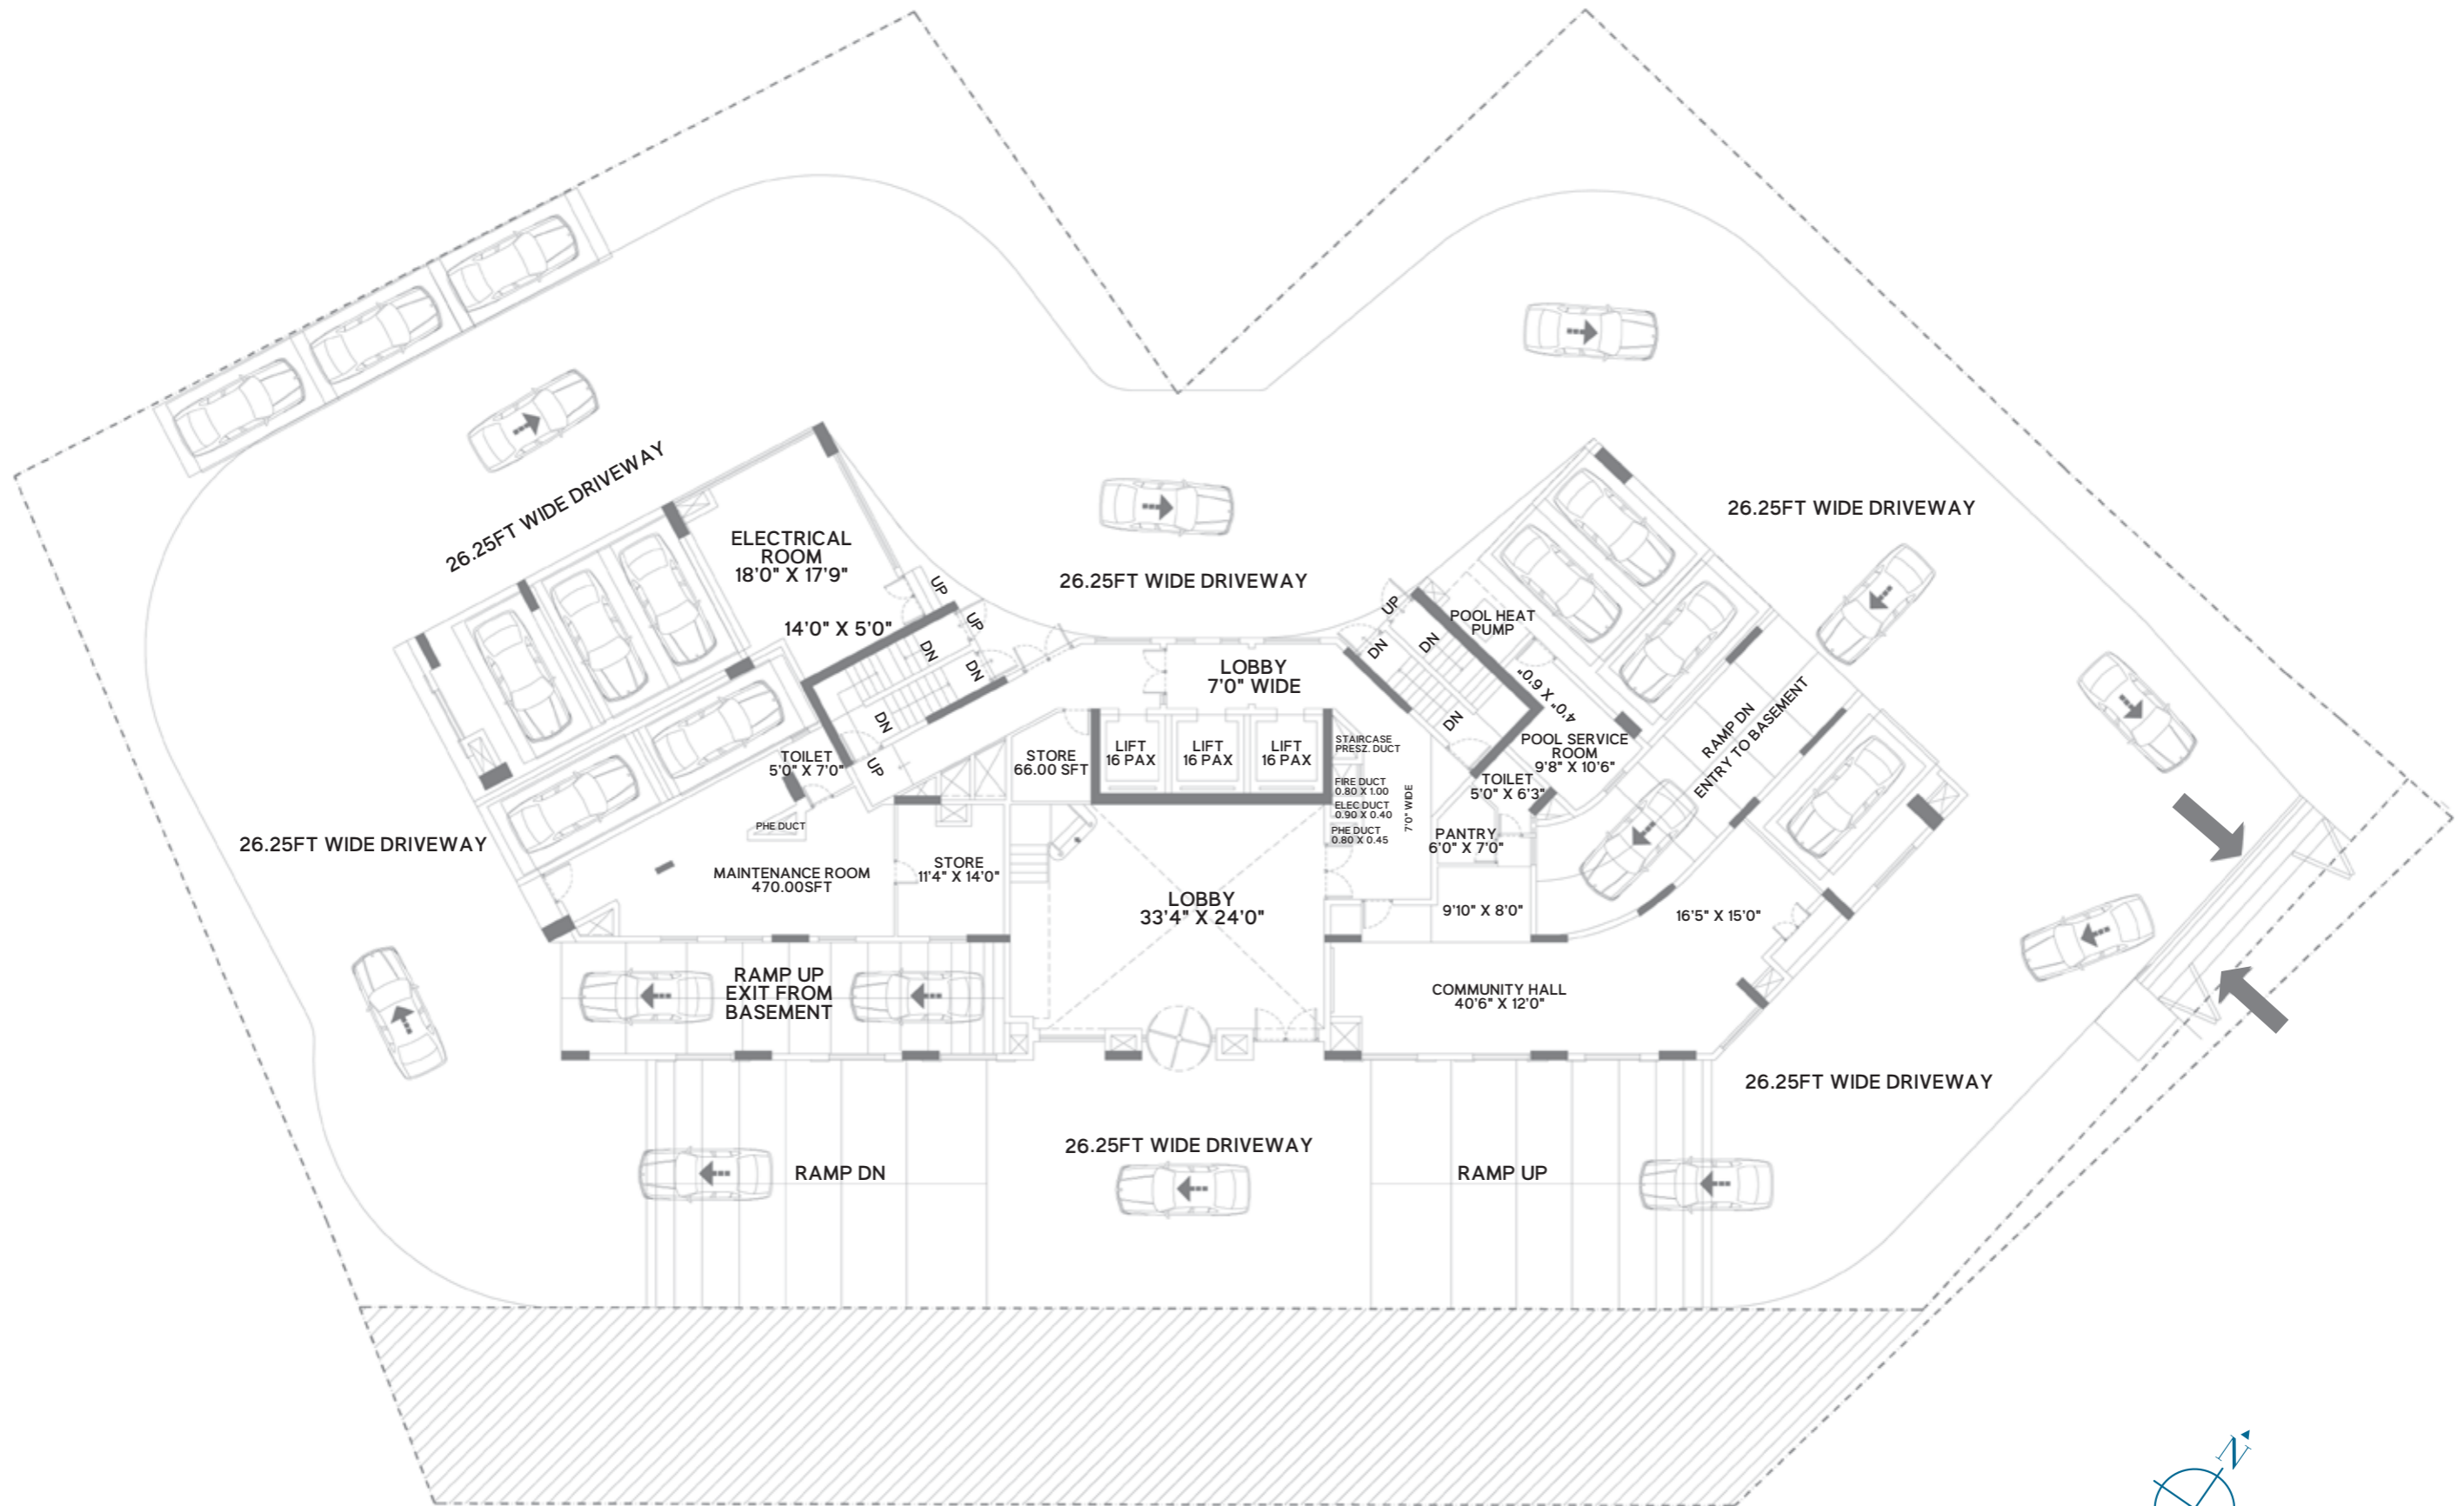 26.25FT WIDE DRIVEWAY
ELECTRICAL
ROOM
18'0" X 17'9"
14'0" X 5'0"
UP
UP
DN
DN
DN
UP
26.25FT WIDE DRIVEWAY
26.25FT WIDE DRIVEWAY
UP
DN
DN
DN
POOL HEAT
PUMP
4'0" X 6'0"
LOBBY
7'0" WIDE
LIFT
16 PAX
LIFT
16 PAX
LIFT
16 PAX
STORE
66.00 SFT
TOILET
5'0" X 7'0"
PHE DUCT
STAIRCASE
PRESZ. DUCT
FIRE DUCT
0.80 X 1.00
ELEC DUCT
0.90 X 0.40
PHE DUCT
0.80 X 0.45
7'0" WIDE
POOL SERVICE
ROOM
9'8" X 10'6"
TOILET
5'0" X 6'3"
PANTRY
6'0" X 7'0"
RAMP DN
ENTRY TO BASEMENT
26.25FT WIDE DRIVEWAY
MAINTENANCE ROOM
470.00SFT
STORE
11'4" X 14'0"
LOBBY
33'4" X 24'0"
9'10" X 8'0"
16'5" X 15'0"
RAMP UP
EXIT FROM
BASEMENT
COMMUNITY HALL
40'6" X 12'0"
26.25FT WIDE DRIVEWAY
RAMP DN
26.25FT WIDE DRIVEWAY
RAMP UP
N